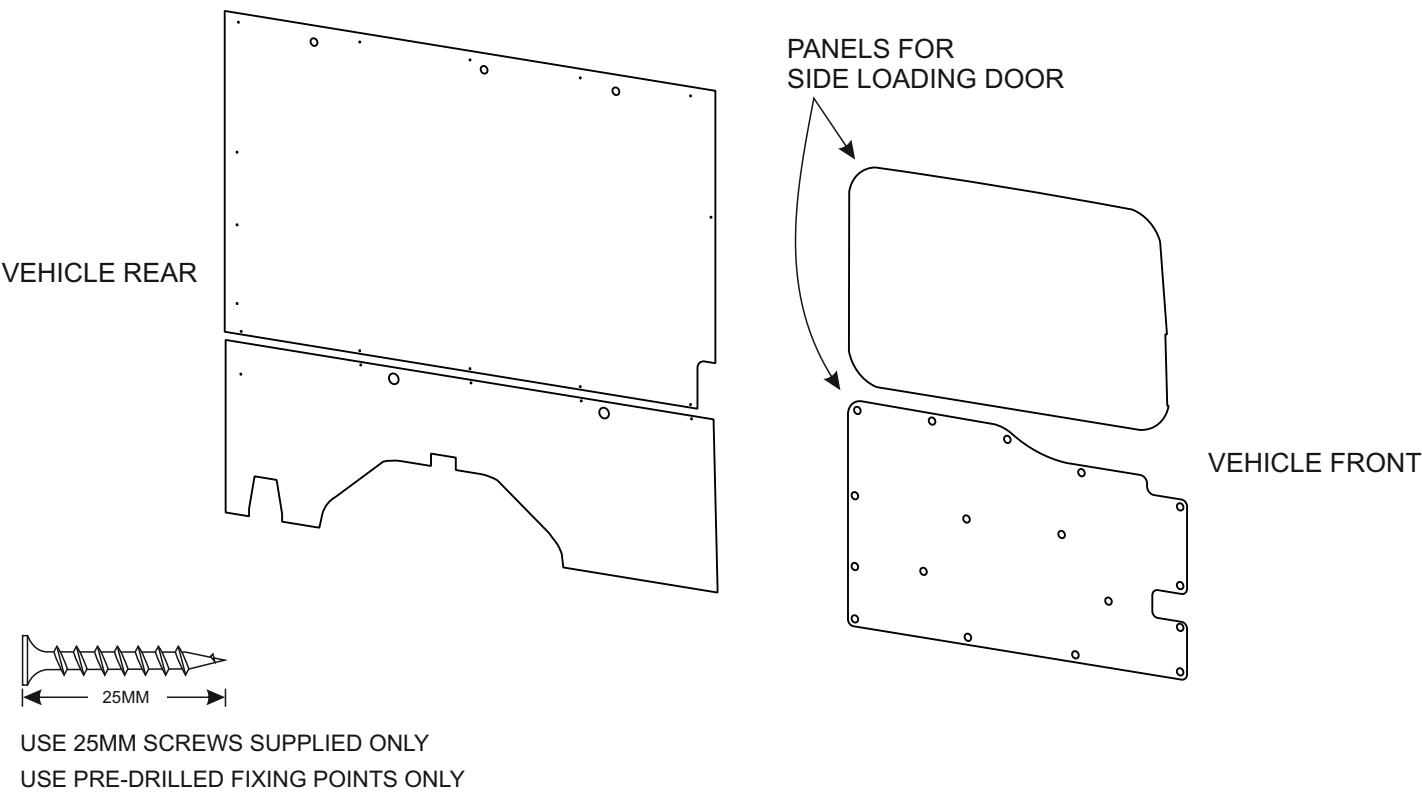 PANELS FOR
SIDE LOADING DOOR
VEHICLE REAR
VEHICLE FRONT
25MM
USE 25MM SCREWS SUPPLIED ONLY
USE PRE-DRILLED FIXING POINTS ONLY